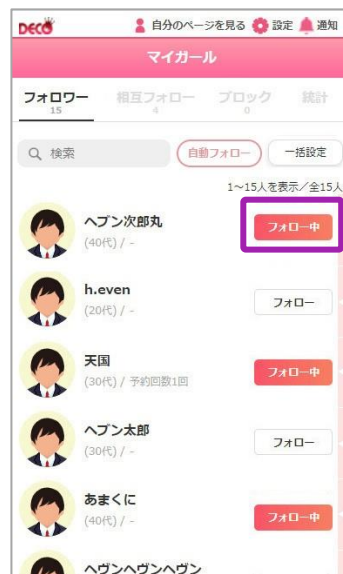 DECO 自分のページを見る 設定 通知
マイガール
フォロワー 相互フォロー ブロック 統計
15 4 0
検索 自動フォロー 一括設定
1～15人を表示／全15人
ヘブン次郎丸
(40代) / -
フォロー中
h.even
(20代) / -
フォロー
天国
(30代) / 予約回数1回
フォロー中
ヘブン太郎
(30代) / -
フォロー
あまくに
(40代) / -
フォロー中
ヘヴンヘヴンヘヴン